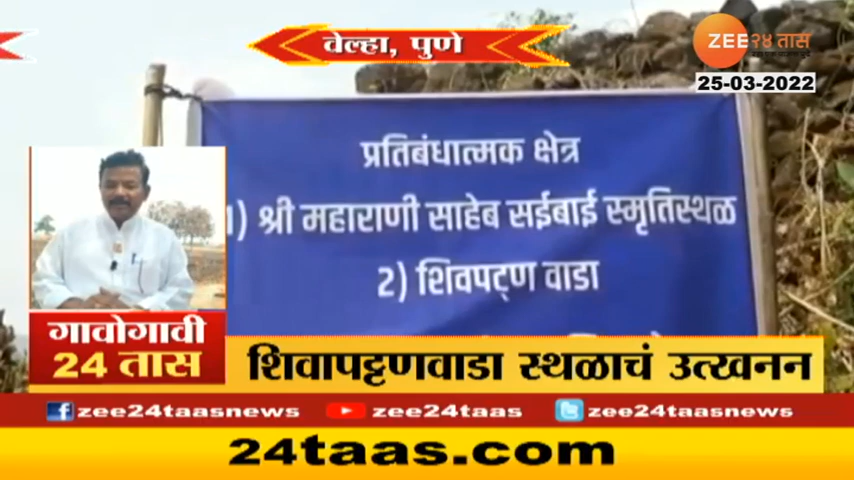 वेल्हा, पुणे
ZEE २४ तास
25-03-2022
प्रतिबंधात्मक क्षेत्र
1) श्री महाराणी साहेब सईबाई स्मृतिस्थळ
2) शिवपट्ण वाडा
गावोगावी
24 तास
शिवापट्टणवाडा स्थळाचं उत्खनन
zee24taasnews
zee24taas
zee24taasnews
24taas.com